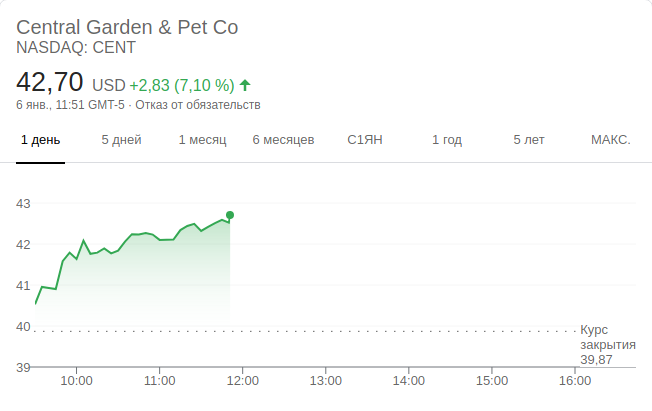 Central Garden & Pet Co
NASDAQ: CENT
42,70 USD +2,83 (7,10 %)
6 янв., 11:51 GMT-5 · Отказ от обязательств
1 день 5 дней 1 месяц 6 месяцев С1ЯН 1 год 5 лет МАКС.
43
42
41
40
Курс
закрытия
39,87
39
10:00 11:00 12:00 13:00 14:00 15:00 16:00